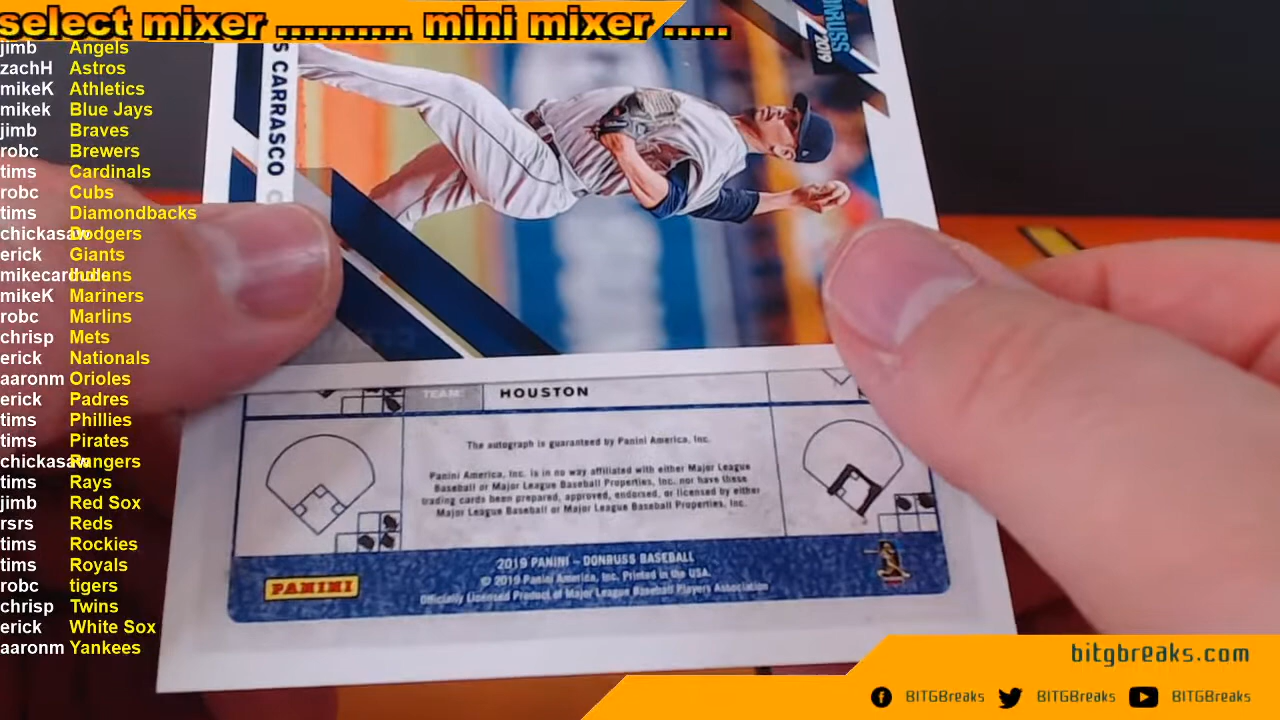 select mixer .......... mini mixer .....
jimb Angels
zachH Astros
mikeK Athletics
mikek Blue Jays
jimb Braves
robc Brewers
tims Cardinals
robc Cubs
tims Diamondbacks
chickasaw Dodgers
erick Giants
Indians
mikeK Mariners
robc Marlins
chrisp Mets
erick Nationals
aaronm Orioles
erick Padres
tims Phillies
tims Pirates
chickasaw Rangers
tims Rays
jimb Red Sox
rsrs Reds
tims Rockies
tims Royals
robc tigers
chrisp Twins
erick White Sox
aaronm Yankees
S CARRASCO
2019
TEAM: HOUSTON
The autograph is guaranteed by Panini America, Inc.
Panini America, Inc. is in no way affiliated with either Major League
Baseball or Major League Baseball Properties, Inc. nor have these
trading cards been prepared, approved, endorsed, or licensed by either
Major League Baseball or Major League Baseball Properties, Inc.
2019 PANINI – DONRUSS BASEBALL
© 2019 Panini America, Inc. Printed in the USA.
Officially Licensed Product of Major League Baseball Players Association
PANINI
bitgbreaks.com
BITGBreaks BITGBreaks BITGBreaks